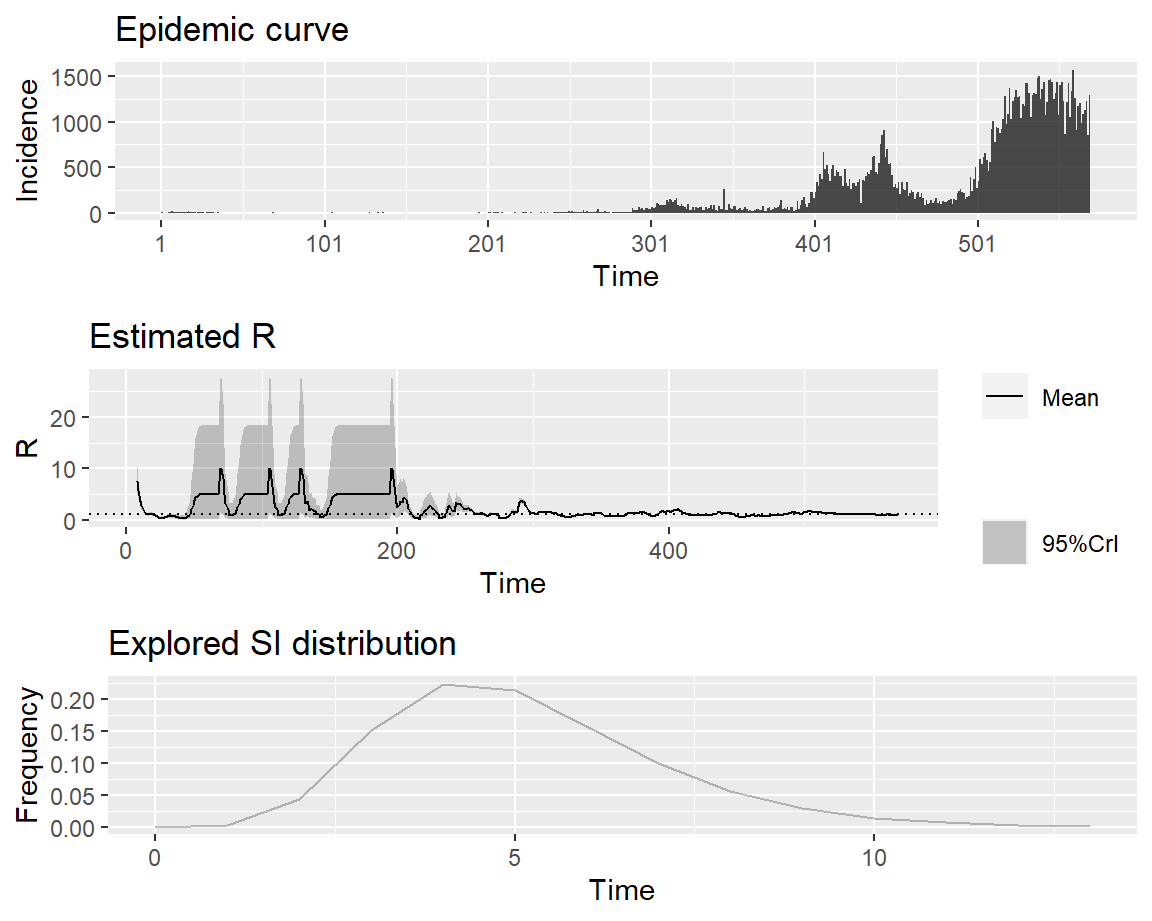 Epidemic curve
Incidence
1500
1000
500
0
1 101 201 301 401 501
Time
Estimated R
R
20
10
0
0 200 400
Time
Mean
95%CrI
Explored SI distribution
Frequency
0.20
0.15
0.10
0.05
0.00
0 5 10
Time